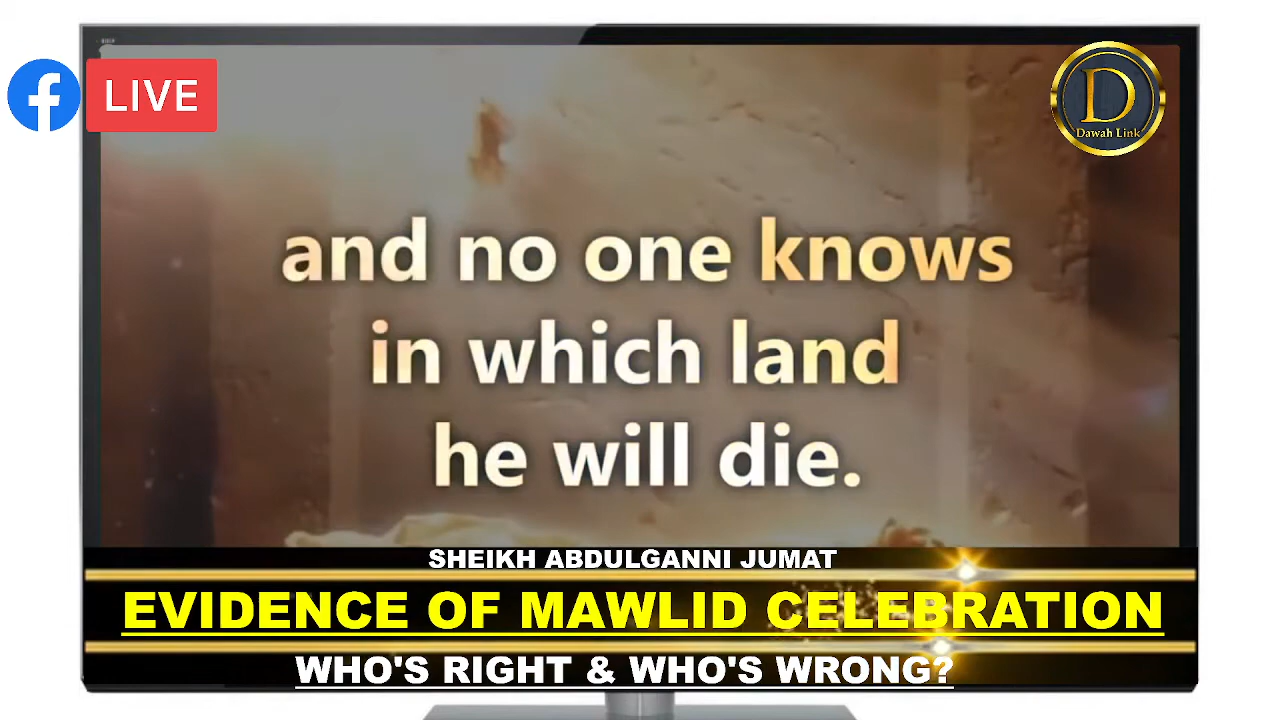 LIVE
D
Dawah Link
and no one knows
in which land
he will die.
SHEIKH ABDULGANNI JUMAT
EVIDENCE OF MAWLID CELEBRATION
WHO'S RIGHT & WHO'S WRONG?